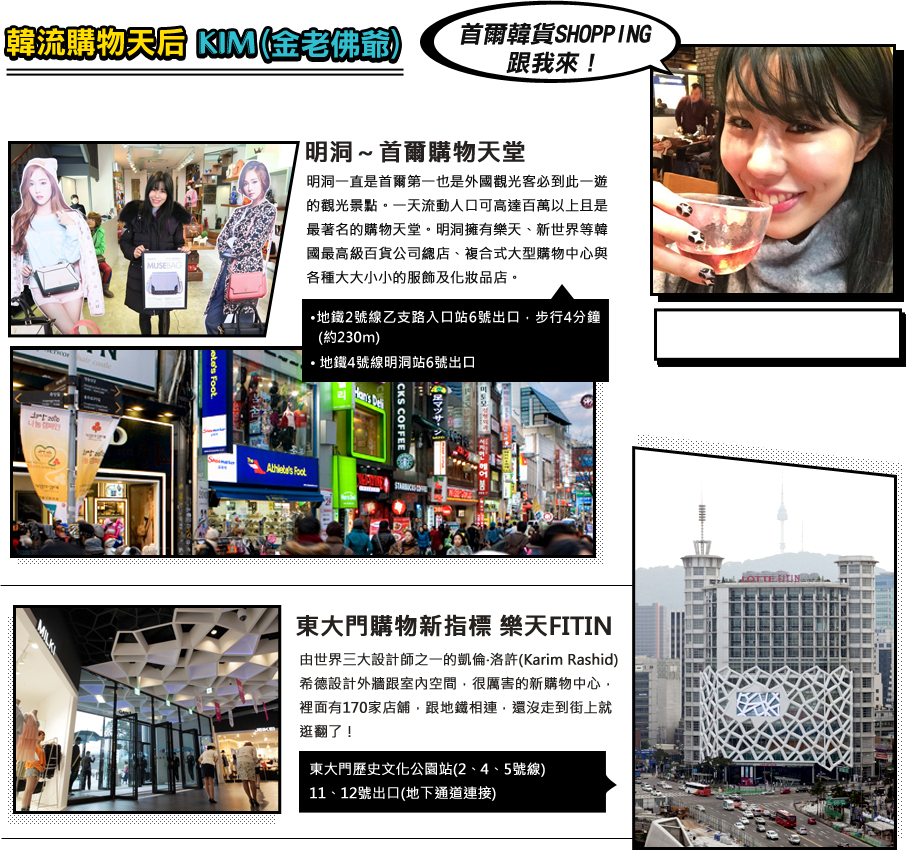 韓流購物天后 KIM(金老佛爺)
首爾韓貨SHOPPING
跟我來！
明洞～首爾購物天堂
明洞一直是首爾第一也是外國觀光客必到此一遊
的觀光景點。一天流動人口可高達百萬以上且是
最著名的購物天堂。明洞擁有樂天、新世界等韓
國最高級百貨公司總店、複合式大型購物中心與
各種大大小小的服飾及化妝品店。
•地鐵2號線乙支路入口站6號出口，步行4分鐘
(約230m)
• 地鐵4號線明洞站6號出口
MUSEBAG
Athlete's Foot
Athlete's Foot
Han's Deli
STARBUCKS COFFEE
東大門購物新指標 樂天FITIN
由世界三大設計師之一的凱倫·洛許(Karim Rashid)
希德設計外牆跟室內空間，很厲害的新購物中心，
裡面有170家店舖，跟地鐵相連，還沒走到街上就
逛翻了！
東大門歷史文化公園站(2、4、5號線)
11、12號出口(地下通道連接)
LOTTE FITIN